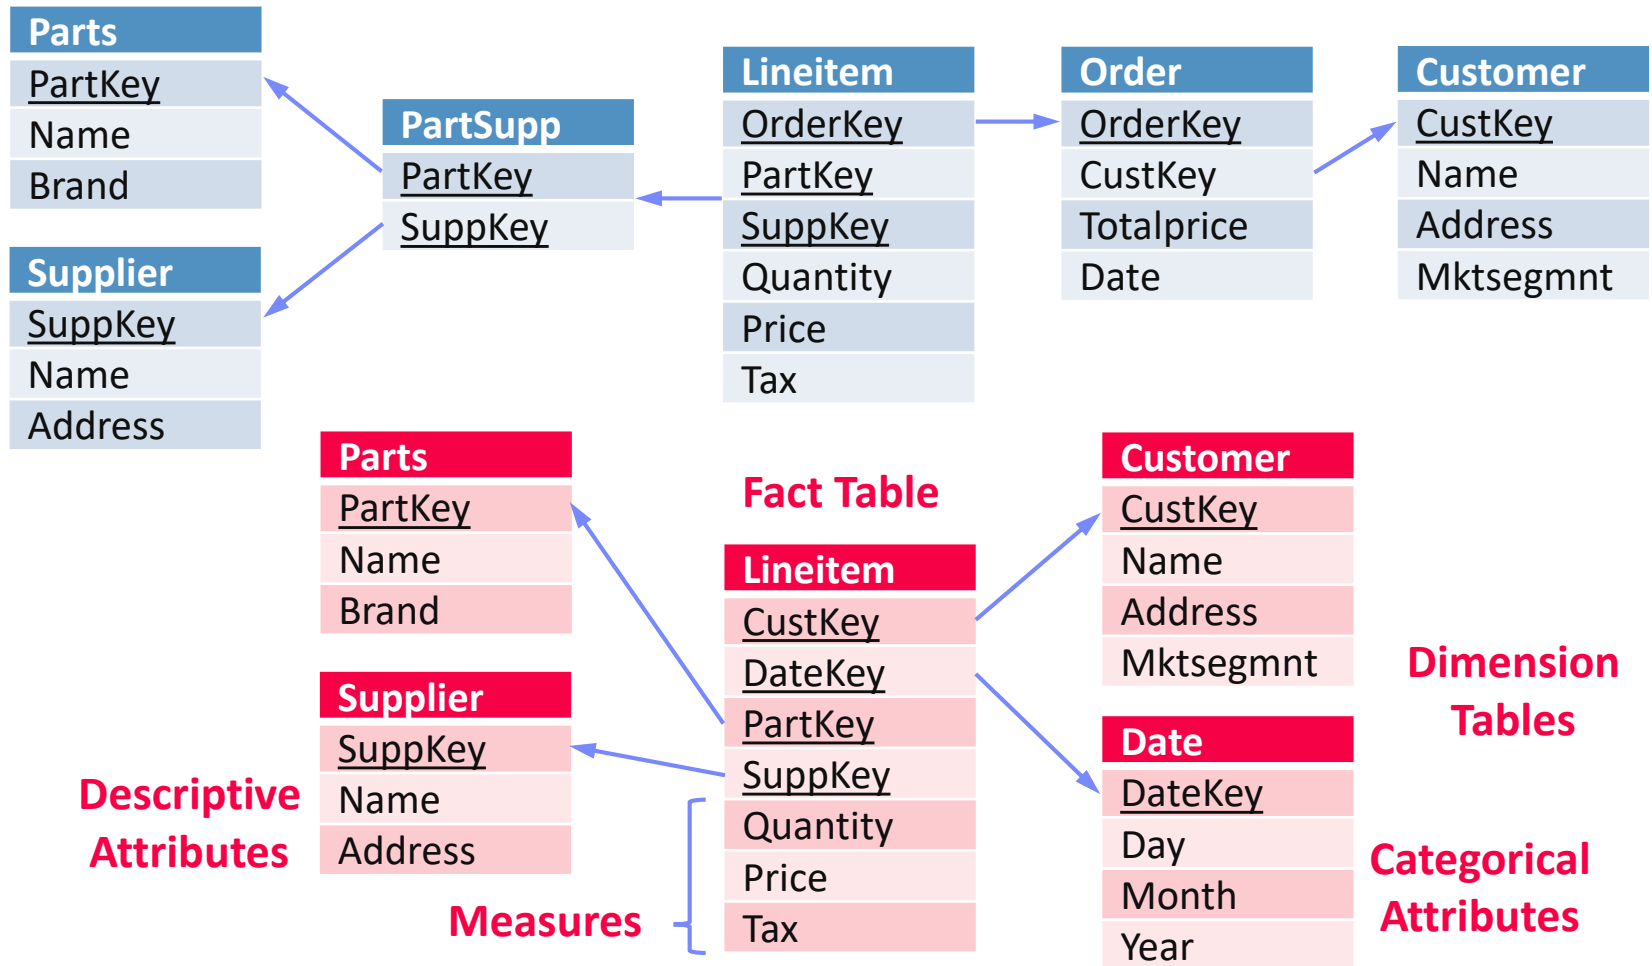 Parts
PartKey
Name
Brand
Supplier
SuppKey
Name
Address
PartSupp
PartKey
SuppKey
Lineitem
OrderKey
PartKey
SuppKey
Quantity
Price
Tax
Order
OrderKey
CustKey
Totalprice
Date
Customer
CustKey
Name
Address
Mktsegmnt
Parts
PartKey
Name
Brand
Supplier
SuppKey
Name
Address
Descriptive
Attributes
Measures
Fact Table
Lineitem
CustKey
DateKey
PartKey
SuppKey
Quantity
Price
Tax
Customer
CustKey
Name
Address
Mktsegmnt
Date
DateKey
Day
Month
Year
Dimension
Tables
Categorical
Attributes